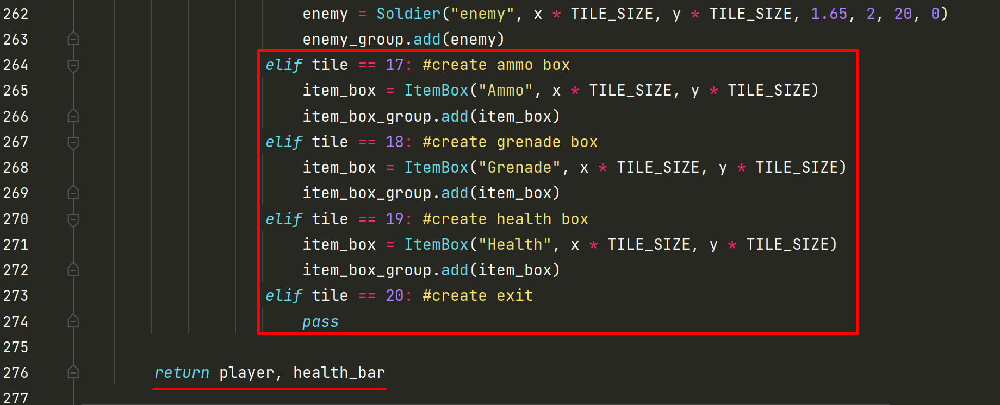 262 enemy = Soldier("enemy", x * TILE_SIZE, y * TILE_SIZE, 1.65, 2, 20, 0)
263 enemy_group.add(enemy)
264 elif tile == 17: #create ammo box
265 item_box = ItemBox("Ammo", x * TILE_SIZE, y * TILE_SIZE)
266 item_box_group.add(item_box)
267 elif tile == 18: #create grenade box
268 item_box = ItemBox("Grenade", x * TILE_SIZE, y * TILE_SIZE)
269 item_box_group.add(item_box)
270 elif tile == 19: #create health box
271 item_box = ItemBox("Health", x * TILE_SIZE, y * TILE_SIZE)
272 item_box_group.add(item_box)
273 elif tile == 20: #create exit
274 pass
275
276 return player, health_bar
277